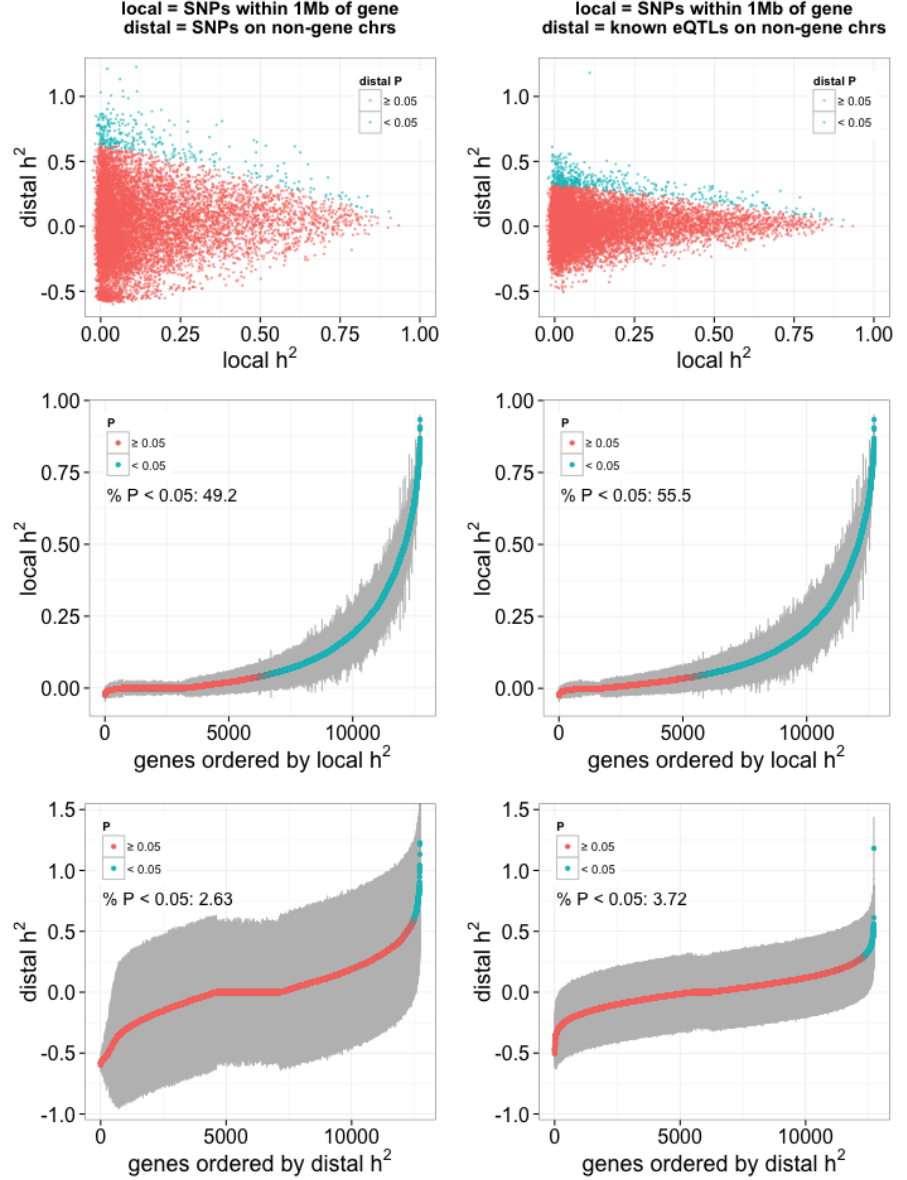 local = SNPs within 1Mb of gene
distal = SNPs on non-gene chrs
local = SNPs within 1Mb of gene
distal = known eQTLs on non-gene chrs
distal h²
1.0
0.5
0.0
-0.5
distal P
≥ 0.05
< 0.05
0.00 0.25 0.50 0.75 1.00
local h²
distal h²
1.0
0.5
0.0
-0.5
distal P
≥ 0.05
< 0.05
0.00 0.25 0.50 0.75 1.00
local h²
local h²
1.00
0.75
0.50
0.25
0.00
P
≥ 0.05
< 0.05
% P < 0.05: 49.2
0 5000 10000
genes ordered by local h²
local h²
1.00
0.75
0.50
0.25
0.00
P
≥ 0.05
< 0.05
% P < 0.05: 55.5
0 5000 10000
genes ordered by local h²
distal h²
1.5
1.0
0.5
0.0
-0.5
-1.0
P
≥ 0.05
< 0.05
% P < 0.05: 2.63
0 5000 10000
genes ordered by distal h²
distal h²
1.5
1.0
0.5
0.0
-0.5
-1.0
P
≥ 0.05
< 0.05
% P < 0.05: 3.72
0 5000 10000
genes ordered by distal h²